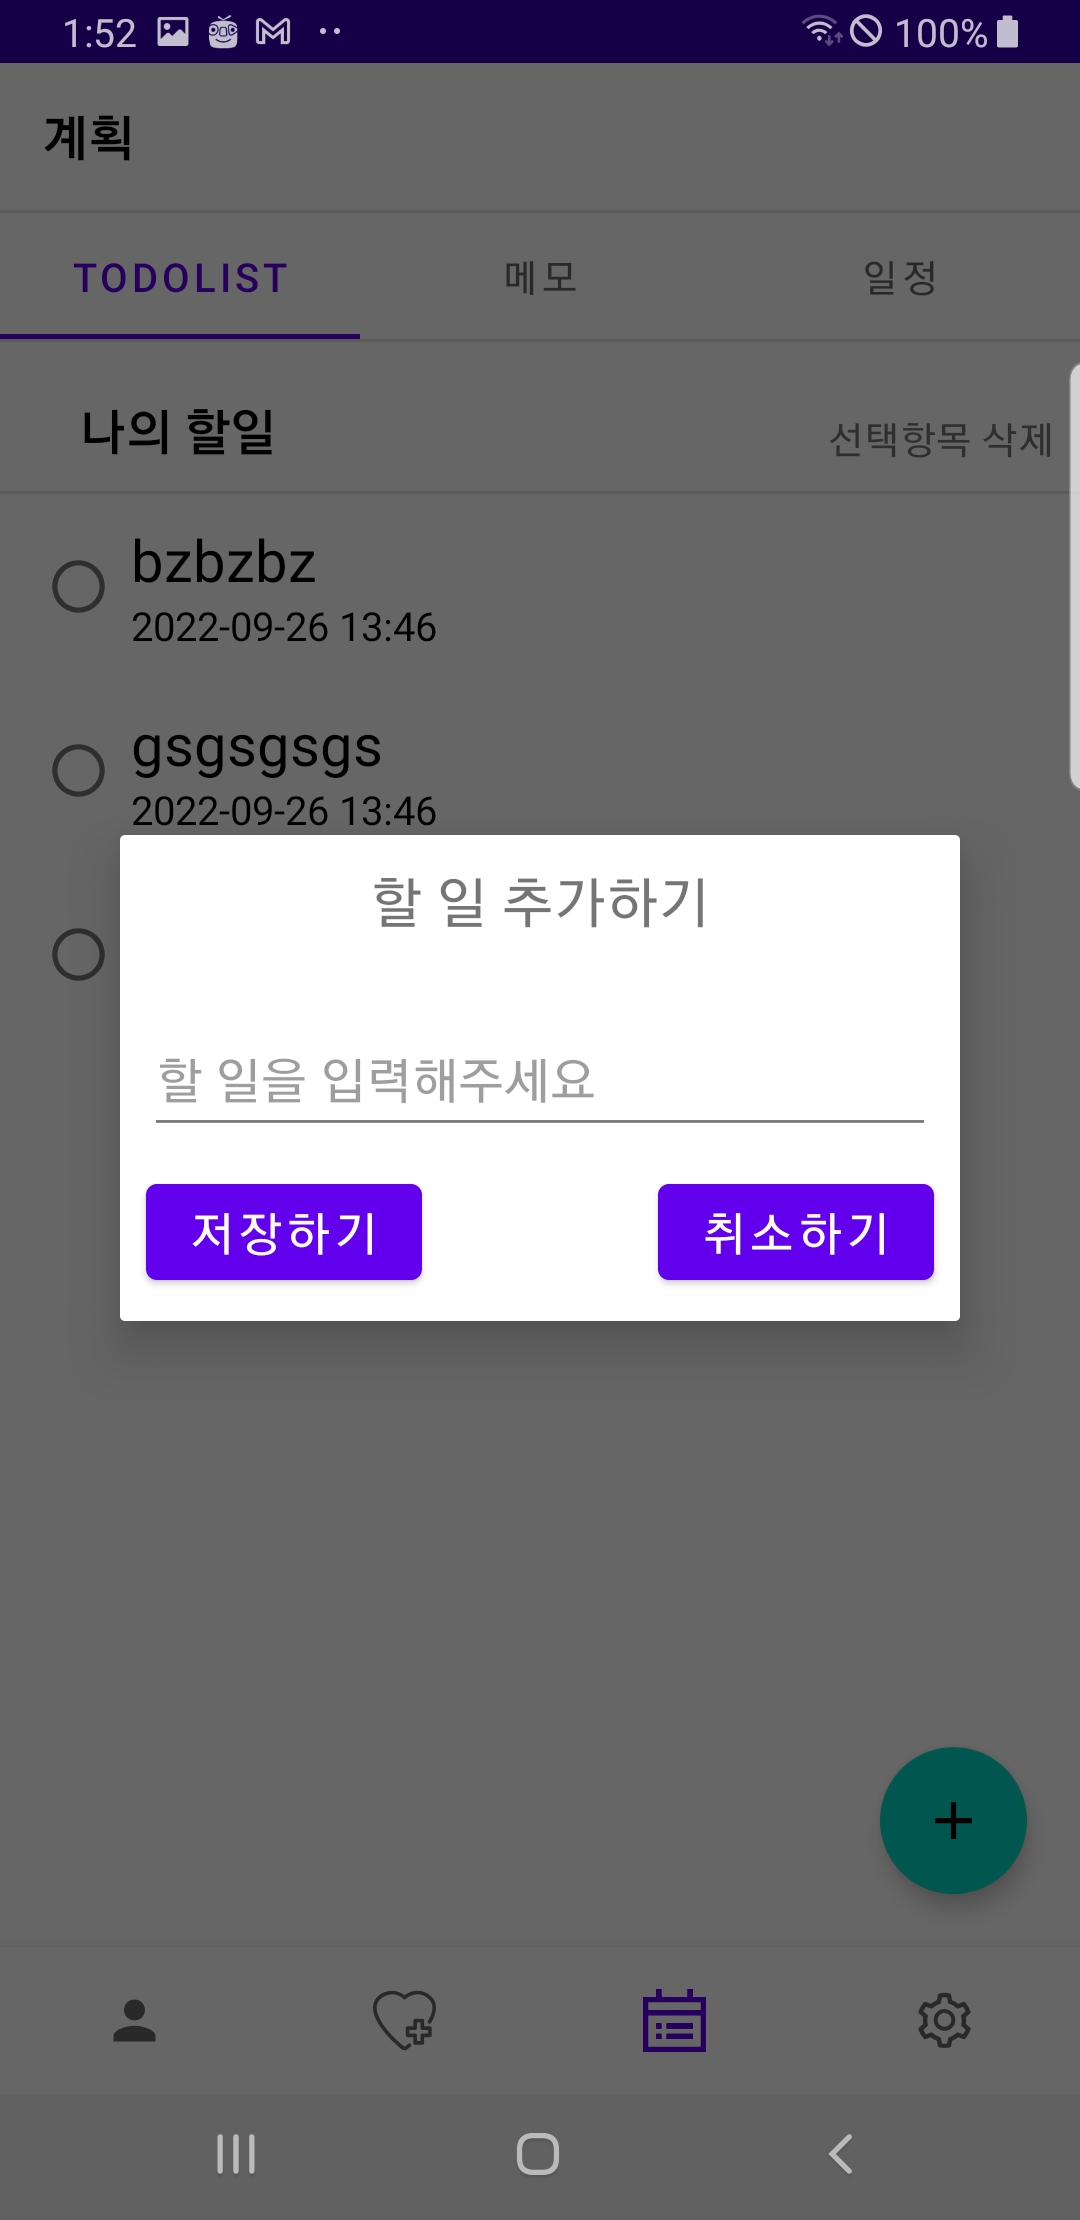 1:52
100%
계획
TODOLIST
메모
일정
나의 할일
선택항목 삭제
bzbzbz
2022-09-26 13:46
gsgsgsgs
2022-09-26 13:46
할 일 추가하기
할 일을 입력해주세요
저장하기
취소하기